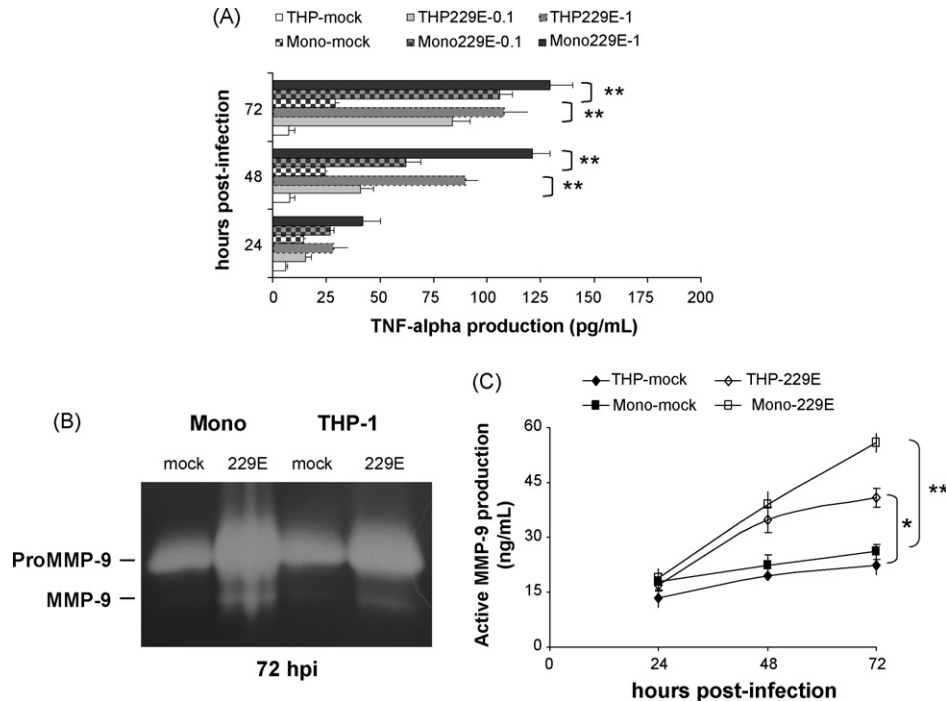 (A)
THP-mock THP229E-0.1 THP229E-1
Mono-mock Mono229E-0.1 Mono229E-1
hours post-infection
72
48
24
**
**
**
**
0 25 50 75 100 125 150 175 200
TNF-alpha production (pg/mL)
(B)
Mono THP-1
mock 229E mock 229E
ProMMP-9
MMP-9
72 hpi
(C)
THP-mock THP-229E
Mono-mock Mono-229E
Active MMP-9 production
(ng/mL)
60
45
30
15
0
**
*
0 24 48 72
hours post-infection